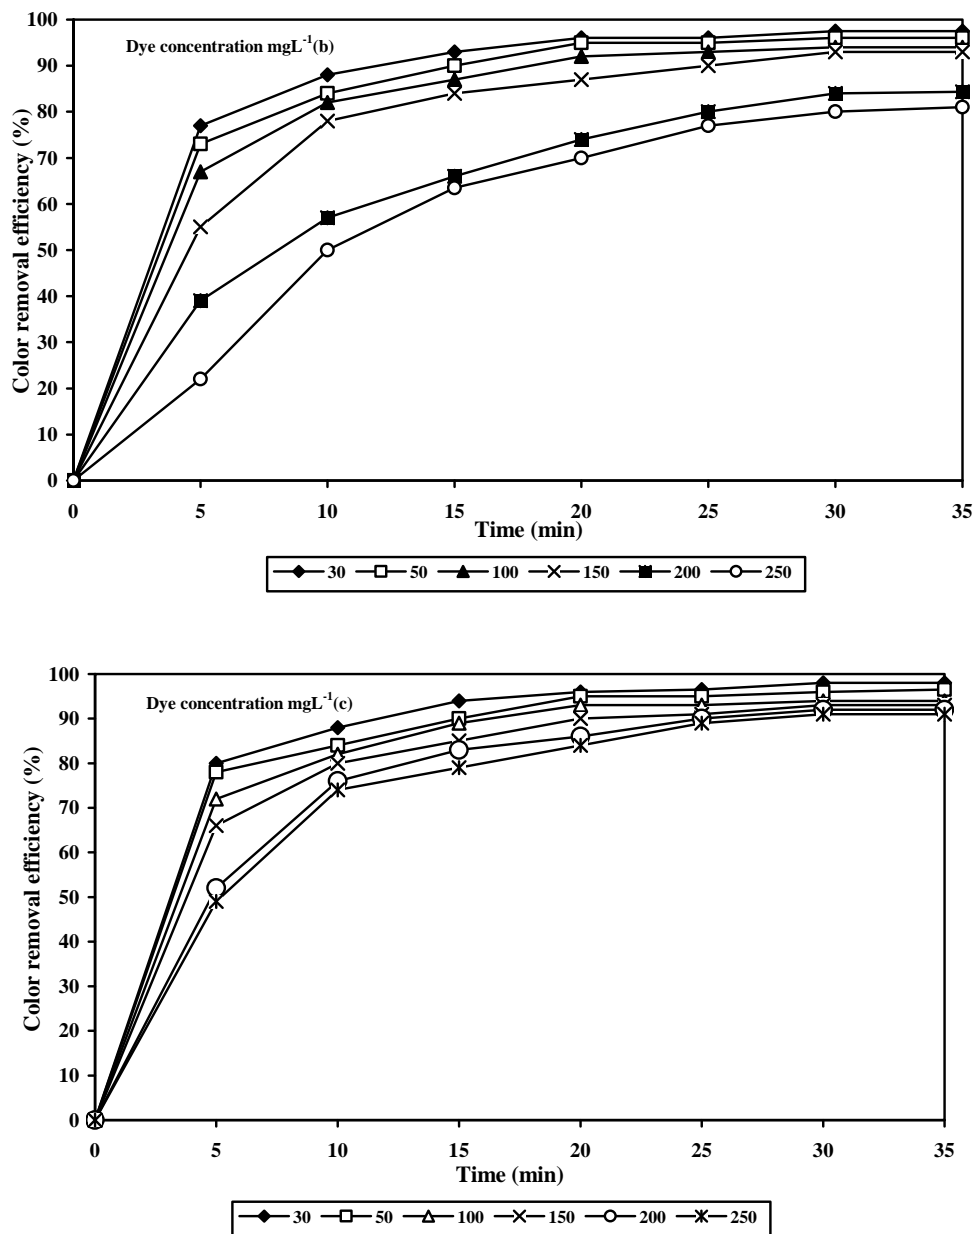 100
90
80
70
60
50
40
30
20
10
0
Color removal efficiency (%)
Dye concentration mgL⁻¹(b)
0 5 10 15 20 25 30 35
Time (min)
30 50 100 150 200 250
100
90
80
70
60
50
40
30
20
10
0
Color removal efficiency (%)
Dye concentration mgL⁻¹(c)
0 5 10 15 20 25 30 35
Time (min)
30 50 100 150 200 250